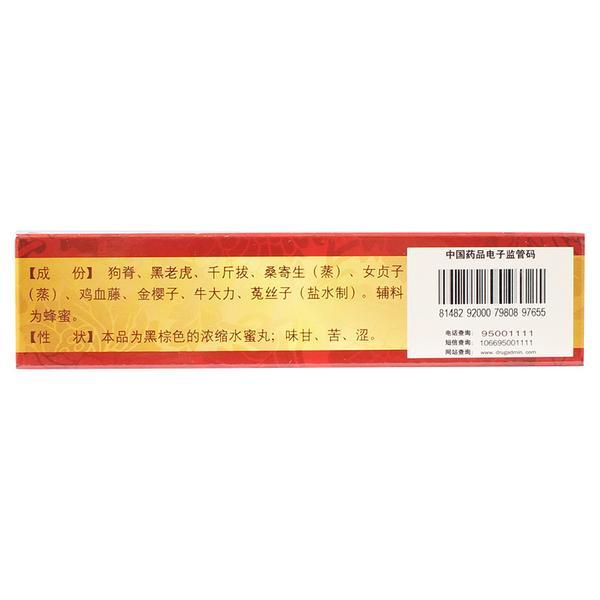 【成 份】狗脊、黑老虎、千斤拔、桑寄生（蒸）、女贞子
（蒸）、鸡血藤、金樱子、牛大力、菟丝子（盐水制）。辅料
为蜂蜜。
【性 状】本品为黑棕色的浓缩水蜜丸；味甘、苦、涩。
中国药品电子监管码
81482 92000 79808 97655
电话查询： 95001111
短信查询： 106695001111
网站查询： www.drugadmin.com